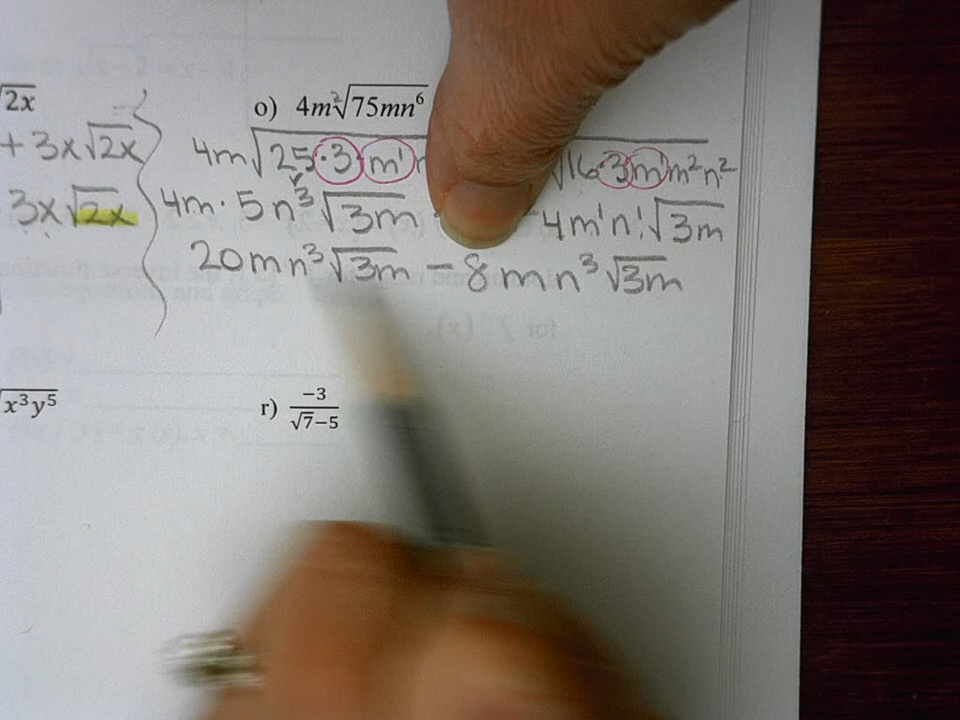 √2x
o) 4m²√75mn⁶
+ 3x√2x
4m√25·3·m¹
√16·3m¹m²n²
3x√2x
4m·5n³√3m
4m¹n¹√3m
20mn³√3m − 8mn³√3m
√x³y⁵
r) −3/(√7−5)